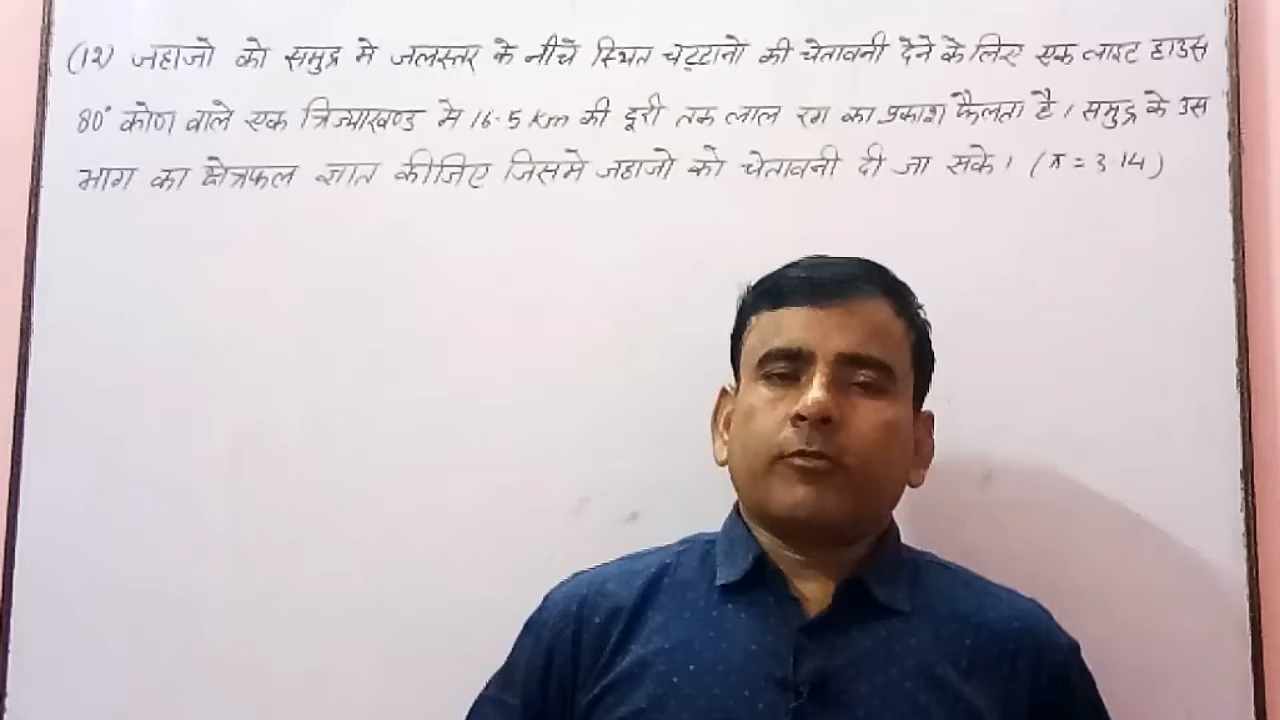 (12) जहाजो को समुद्र मे जलस्तर के नीचे स्थित चट्टानो की चेतावनी देने के लिए एक लाइट हाउस
80° कोण वाले एक त्रिज्याखण्ड मे 16.5 Km की दूरी तक लाल रग का प्रकाश फैलता है। समुद्र के उस
भाग का क्षेत्रफल ज्ञात कीजिए जिसमे जहाजो को चेतावनी दी जा सके। (π = 3.14)